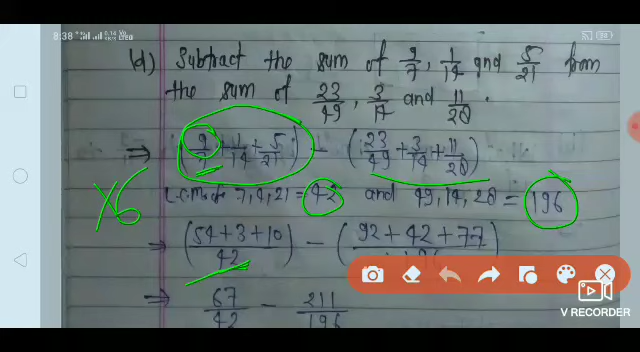 8:38
(d) Subtract the sum of 9/7, 1/14 and 5/21 from
the sum of 23/49, 3/14 and 11/28.
⇒ (9/7 + 1/14 + 5/21) - (23/49 + 3/14 + 11/28)
L.C.M of 7, 14, 21 = 42 and 49, 14, 28 = 196
×6
⇒ (54+3+10)/42 - (92+42+77)/196
⇒ 67/42 - 211/196
V RECORDER